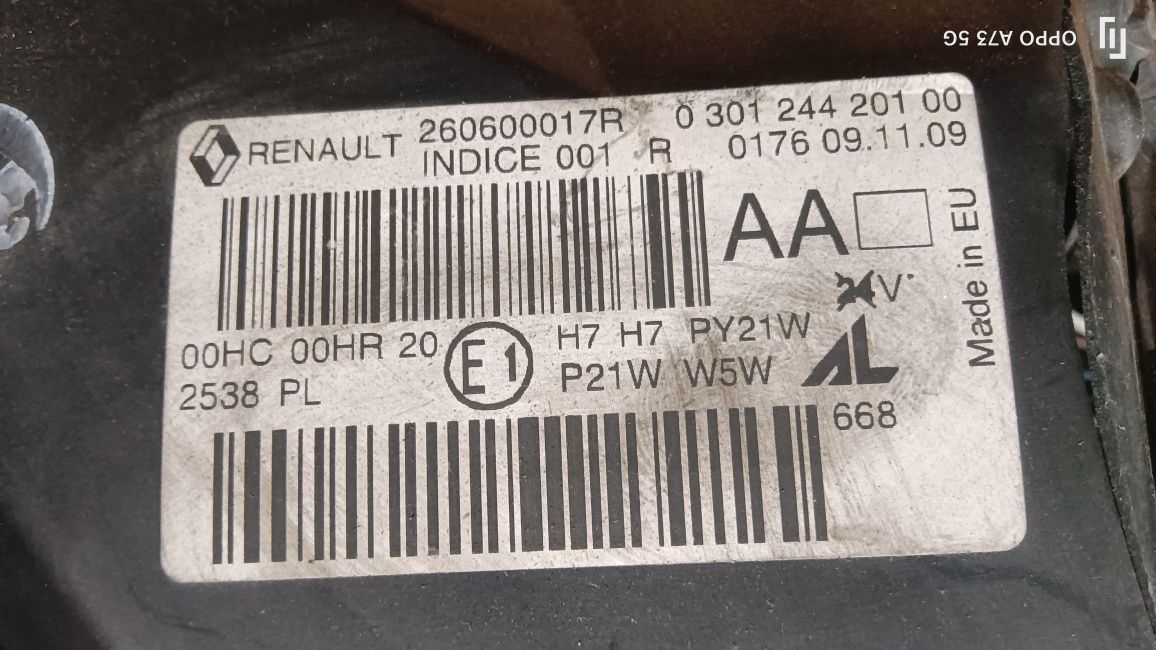 RENAULT 260600017R 0 301 244 201 00
INDICE 001 R 0176 09.11.09
AA
V
Made in EU
00HC 00HR 20 E1 H7 H7 PY21W
2538 PL P21W W5W AL
668
OPPO A73 5G